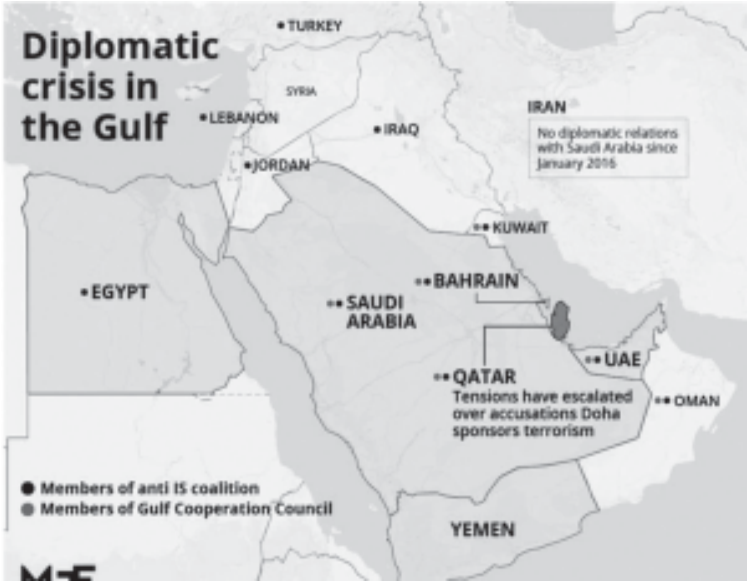 Diplomatic
crisis in
the Gulf
TURKEY
SYRIA
LEBANON
IRAQ
JORDAN
IRAN
No diplomatic relations
with Saudi Arabia since
January 2016
KUWAIT
EGYPT
BAHRAIN
SAUDI
ARABIA
UAE
QATAR
Tensions have escalated
over accusations Doha
sponsors terrorism
OMAN
Members of anti IS coalition
Members of Gulf Cooperation Council
YEMEN